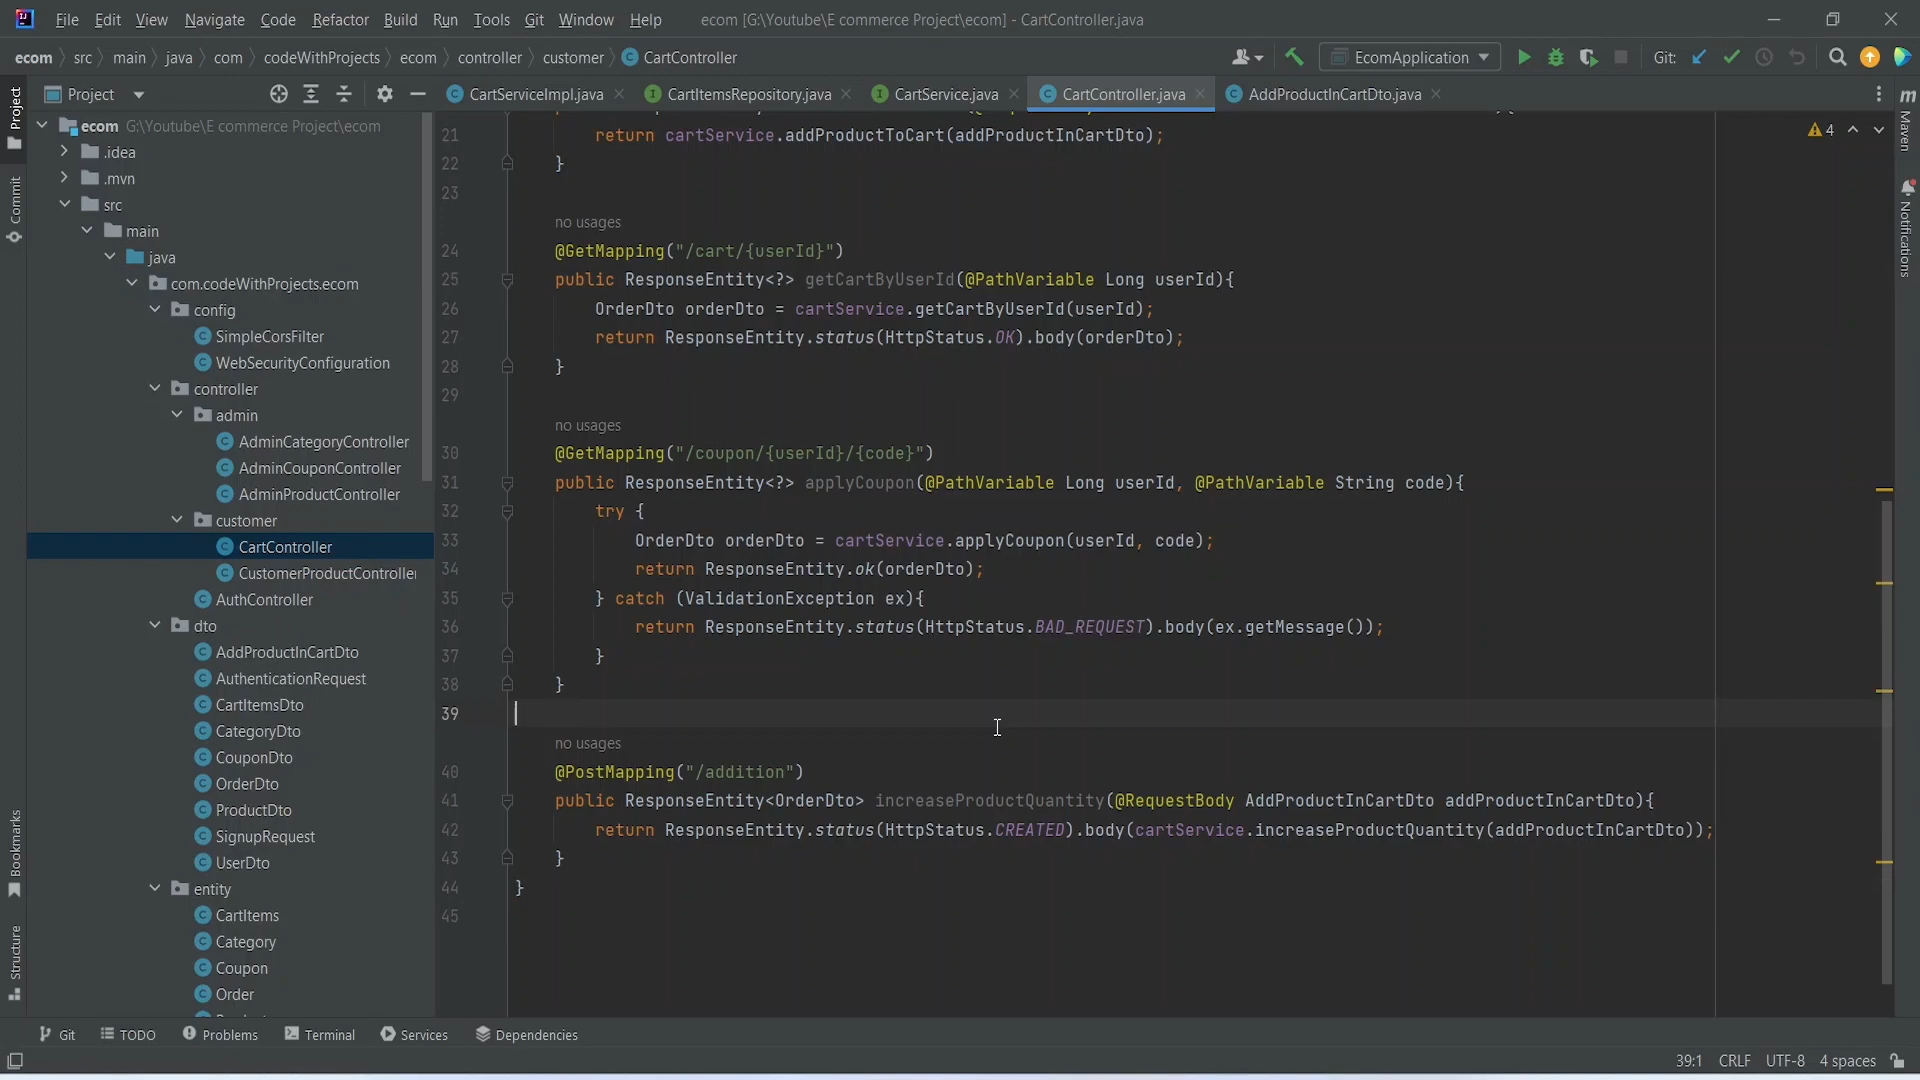 File Edit View Navigate Code Refactor Build Run Tools Git Window Help ecom [G:\Youtube\E commerce Project\ecom] - CartController.java
ecom src main java com codeWithProjects ecom controller customer CartController EcomApplication Git:
Project CartServiceImpl.java CartItemsRepository.java CartService.java CartController.java AddProductInCartDto.java
Project
Commit
Bookmarks
Structure
ecom G:\Youtube\E commerce Project\ecom
.idea
.mvn
src
main
java
com.codeWithProjects.ecom
config
SimpleCorsFilter
WebSecurityConfiguration
controller
admin
AdminCategoryController
AdminCouponController
AdminProductController
customer
CartController
CustomerProductController
AuthController
dto
AddProductInCartDto
AuthenticationRequest
CartItemsDto
CategoryDto
CouponDto
OrderDto
ProductDto
SignupRequest
UserDto
entity
CartItems
Category
Coupon
Order
21 return cartService.addProductToCart(addProductInCartDto);
22 }
23
no usages
24 @GetMapping("/cart/{userId}")
25 public ResponseEntity<?> getCartByUserId(@PathVariable Long userId){
26 OrderDto orderDto = cartService.getCartByUserId(userId);
27 return ResponseEntity.status(HttpStatus.OK).body(orderDto);
28 }
29
no usages
30 @GetMapping("/coupon/{userId}/{code}")
31 public ResponseEntity<?> applyCoupon(@PathVariable Long userId, @PathVariable String code){
32 try {
33 OrderDto orderDto = cartService.applyCoupon(userId, code);
34 return ResponseEntity.ok(orderDto);
35 } catch (ValidationException ex){
36 return ResponseEntity.status(HttpStatus.BAD_REQUEST).body(ex.getMessage());
37 }
38 }
39
no usages
40 @PostMapping("/addition")
41 public ResponseEntity<OrderDto> increaseProductQuantity(@RequestBody AddProductInCartDto addProductInCartDto){
42 return ResponseEntity.status(HttpStatus.CREATED).body(cartService.increaseProductQuantity(addProductInCartDto));
43 }
44 }
45
4
m
Maven
Notifications
Git TODO Problems Terminal Services Dependencies
39:1 CRLF UTF-8 4 spaces